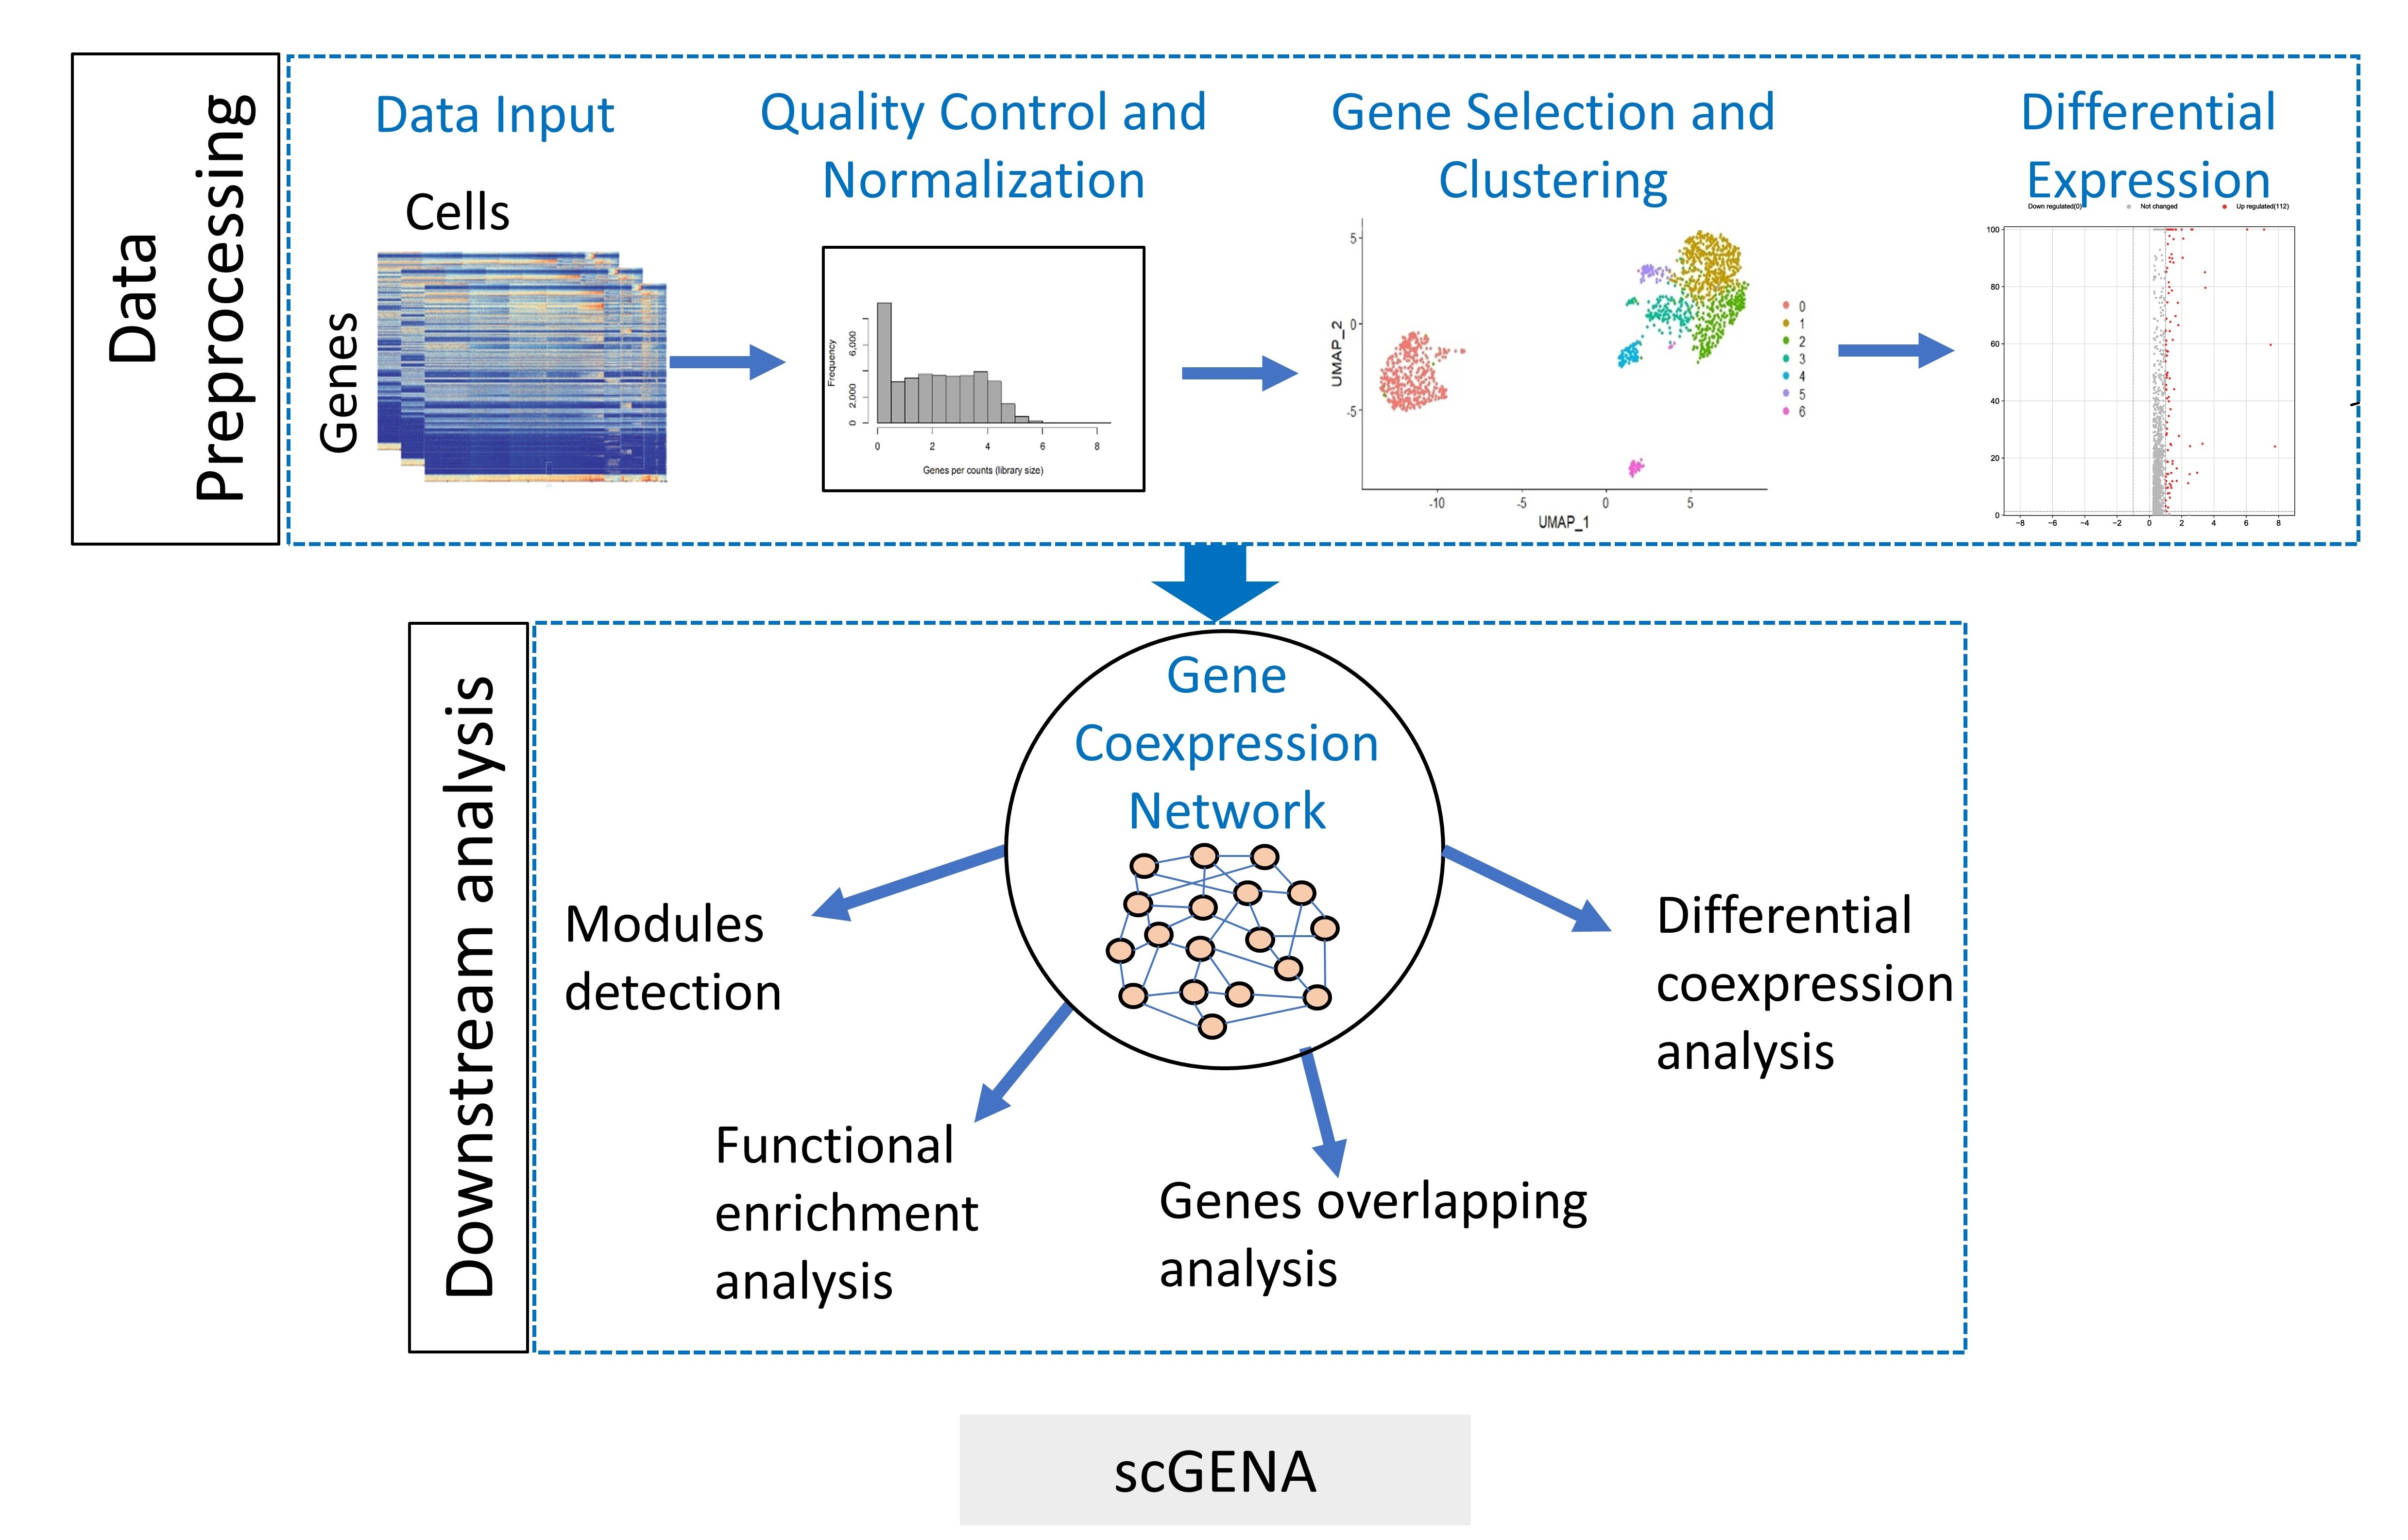 Data
Preprocessing
Data Input
Cells
Genes
Quality Control and
Normalization
Frequency
6,000
2,000
0
0 2 4 6 8
Genes per counts (library size)
Gene Selection and
Clustering
UMAP_2
5
0
-5
-10 -5 0 5
UMAP_1
0
1
2
3
4
5
6
Differential
Expression
Down regulated(0) Not changed Up regulated(112)
100
80
60
40
20
0
−8 −6 −4 −2 0 2 4 6 8
Downstream analysis
Gene
Coexpression
Network
Modules
detection
Functional
enrichment
analysis
Genes overlapping
analysis
Differential
coexpression
analysis
scGENA